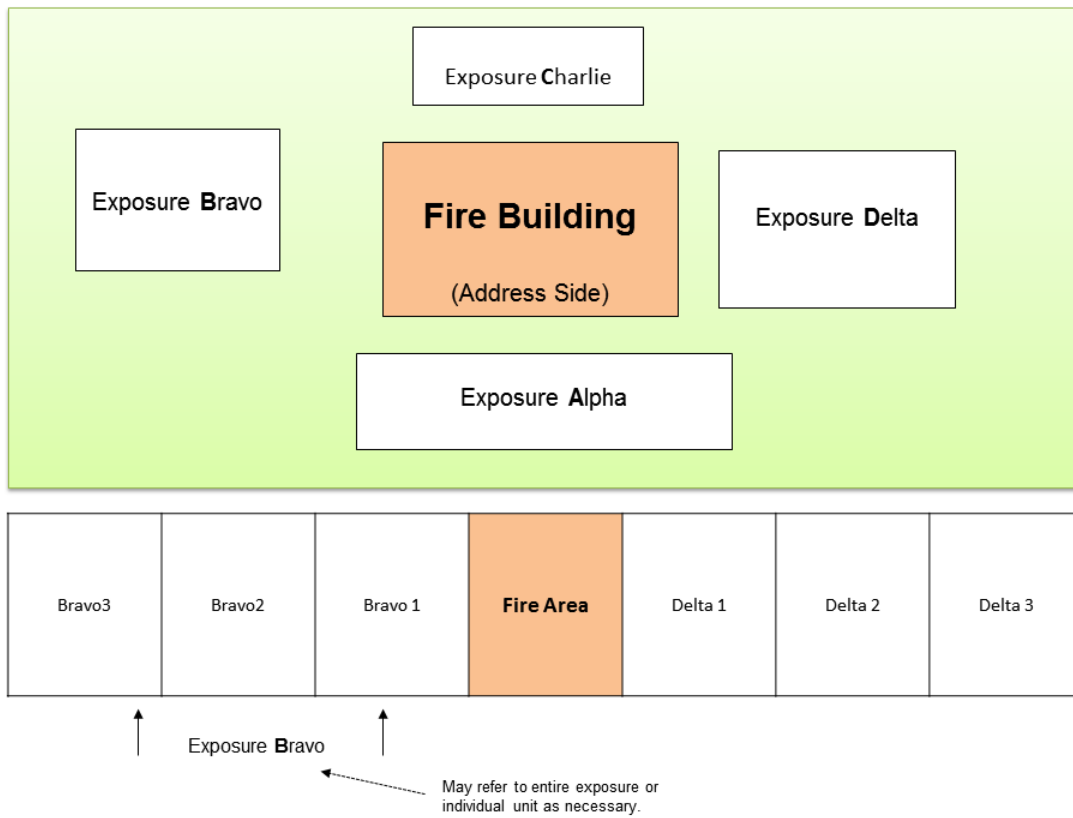 Exposure Charlie
Exposure Bravo
Fire Building
(Address Side)
Exposure Delta
Exposure Alpha
Bravo3
Bravo2
Bravo 1
Fire Area
Delta 1
Delta 2
Delta 3
Exposure Bravo
May refer to entire exposure or
individual unit as necessary.